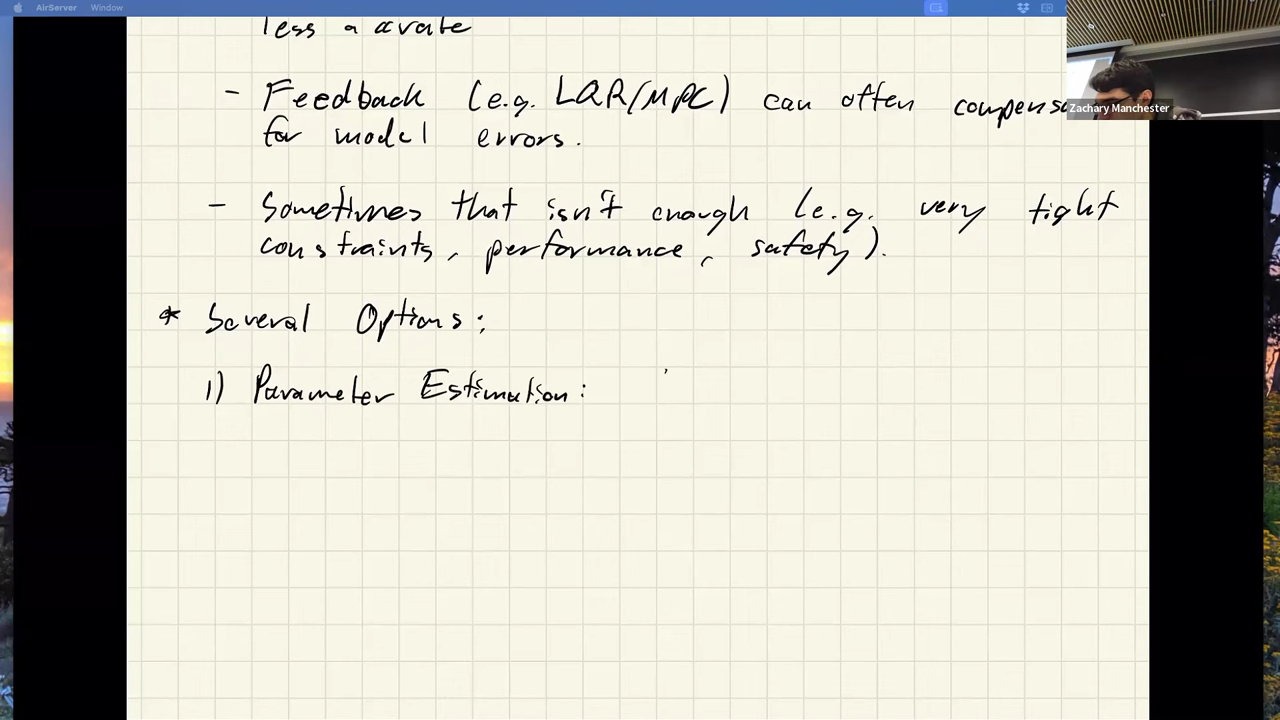 AirServer Window
less a curate
Zachary Manchester
- Feedback (e.g. LQR/MPC) can often compens
for model errors.
- Sometimes that isn't enough (e.g. very tight
constraints, performance, safety).
* Several Options:
1) Parameter Estimation: